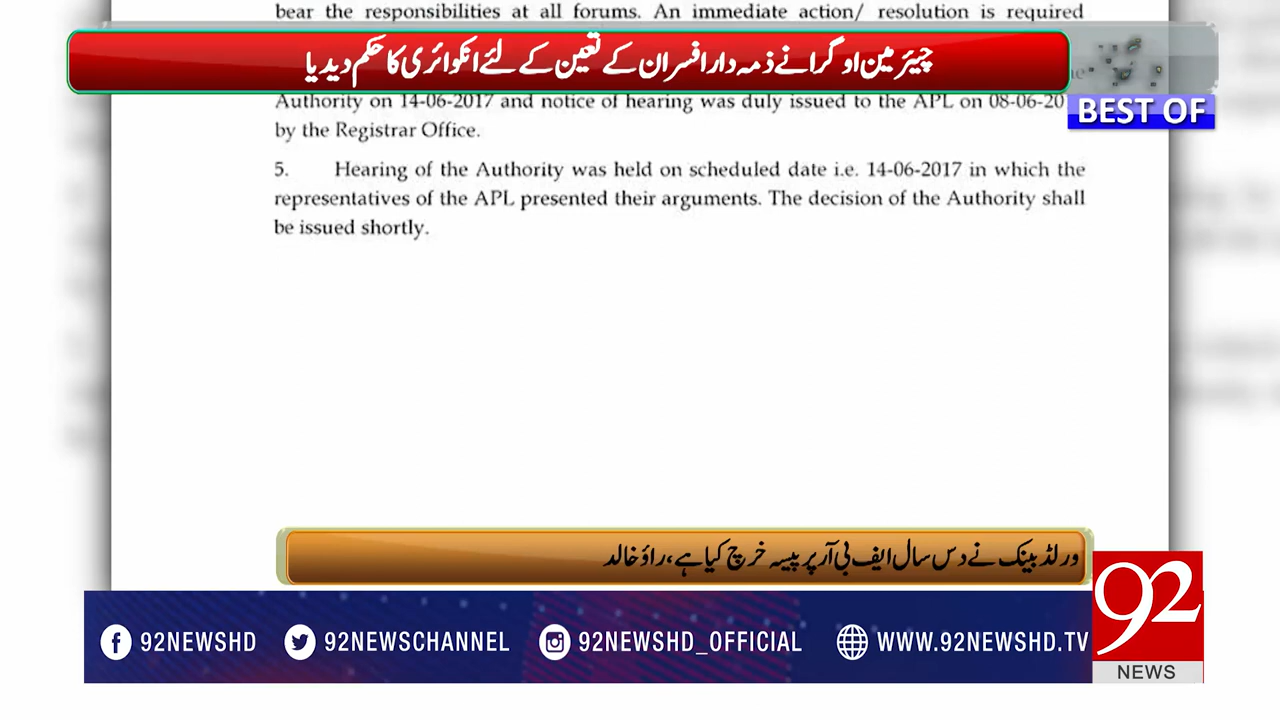 bear the responsibilities at all forums. An immediate action/ resolution is required
چیئرمین اوگرا نے ذمہ دار افسران کے تعین کے لئے انکوائری کا حکم دیدیا
Authority on 14-06-2017 and notice of hearing was duly issued to the APL on 08-06-20
BEST OF
by the Registrar Office.
5. Hearing of the Authority was held on scheduled date i.e. 14-06-2017 in which the
representatives of the APL presented their arguments. The decision of the Authority shall
be issued shortly.
ورلڈ بینک نے دس سال ایف بی آر پر پیسہ خرچ کیا ہے، راؤ خالد
92NEWSHD 92NEWSCHANNEL 92NEWSHD_OFFICIAL WWW.92NEWSHD.TV
92
NEWS